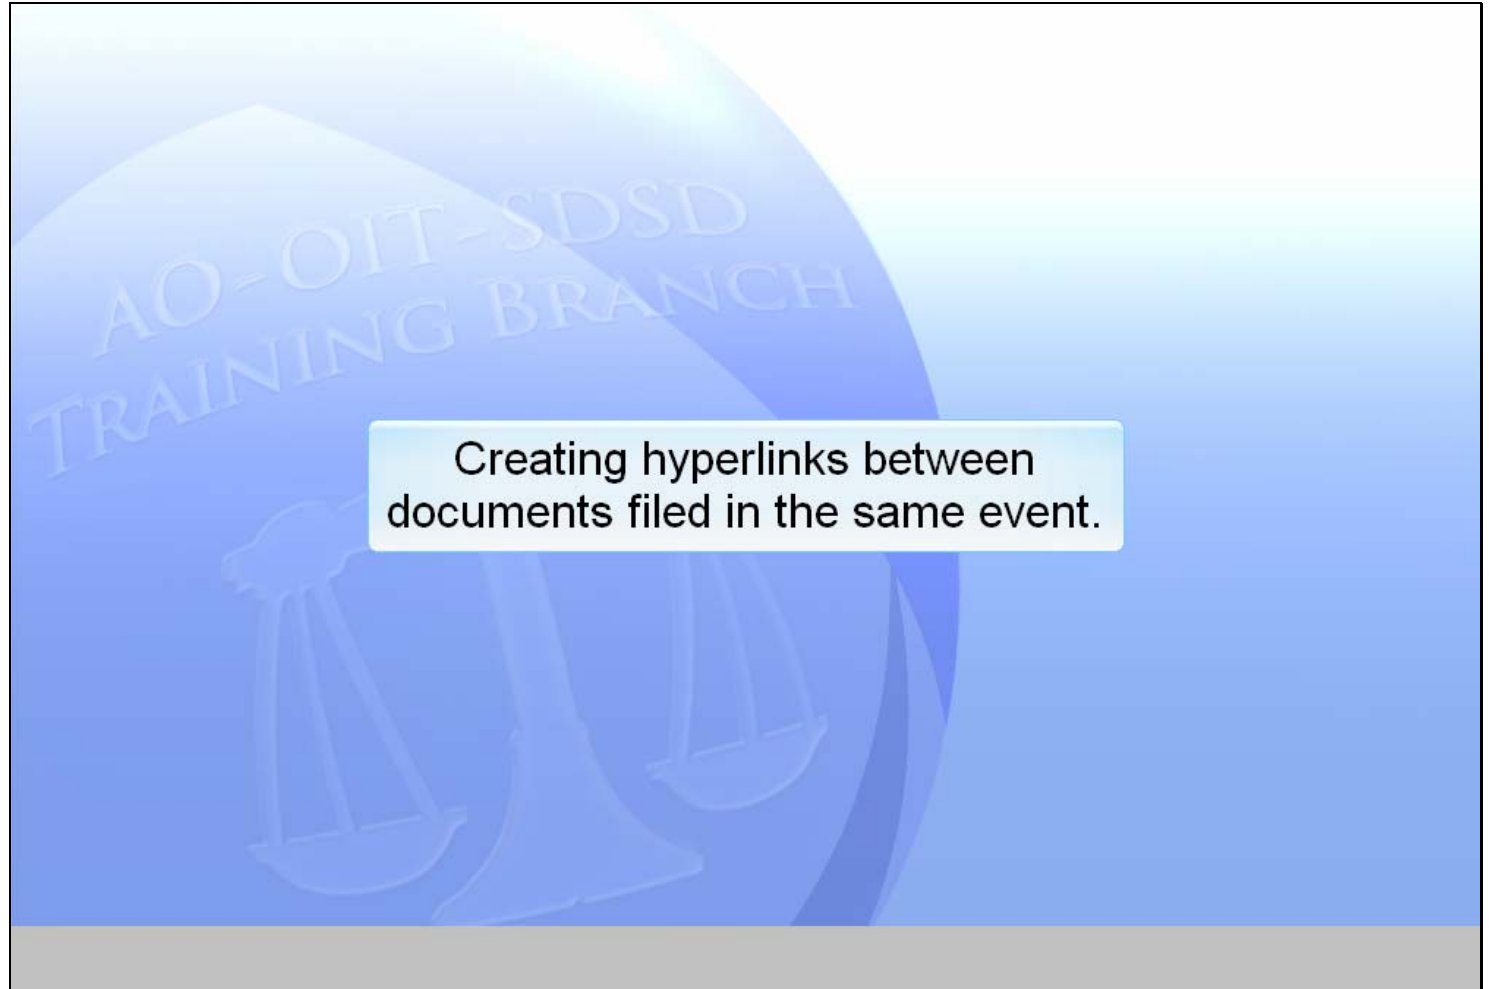 AO-OIT-SDSD
TRAINING BRANCH
Creating hyperlinks between
documents filed in the same event.